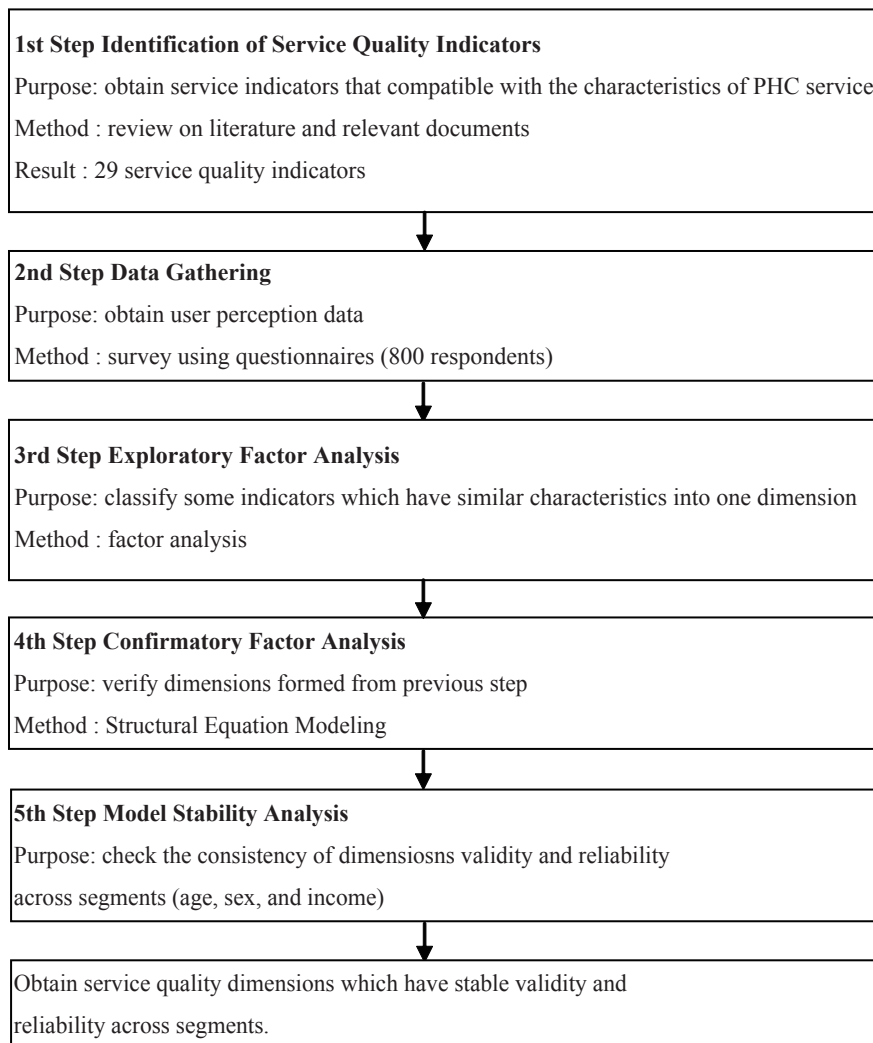 1st Step Identification of Service Quality Indicators
Purpose: obtain service indicators that compatible with the characteristics of PHC service
Method : review on literature and relevant documents
Result : 29 service quality indicators
2nd Step Data Gathering
Purpose: obtain user perception data
Method : survey using questionnaires (800 respondents)
3rd Step Exploratory Factor Analysis
Purpose: classify some indicators which have similar characteristics into one dimension
Method : factor analysis
4th Step Confirmatory Factor Analysis
Purpose: verify dimensions formed from previous step
Method : Structural Equation Modeling
5th Step Model Stability Analysis
Purpose: check the consistency of dimensiosns validity and reliability
across segments (age, sex, and income)
Obtain service quality dimensions which have stable validity and
reliability across segments.